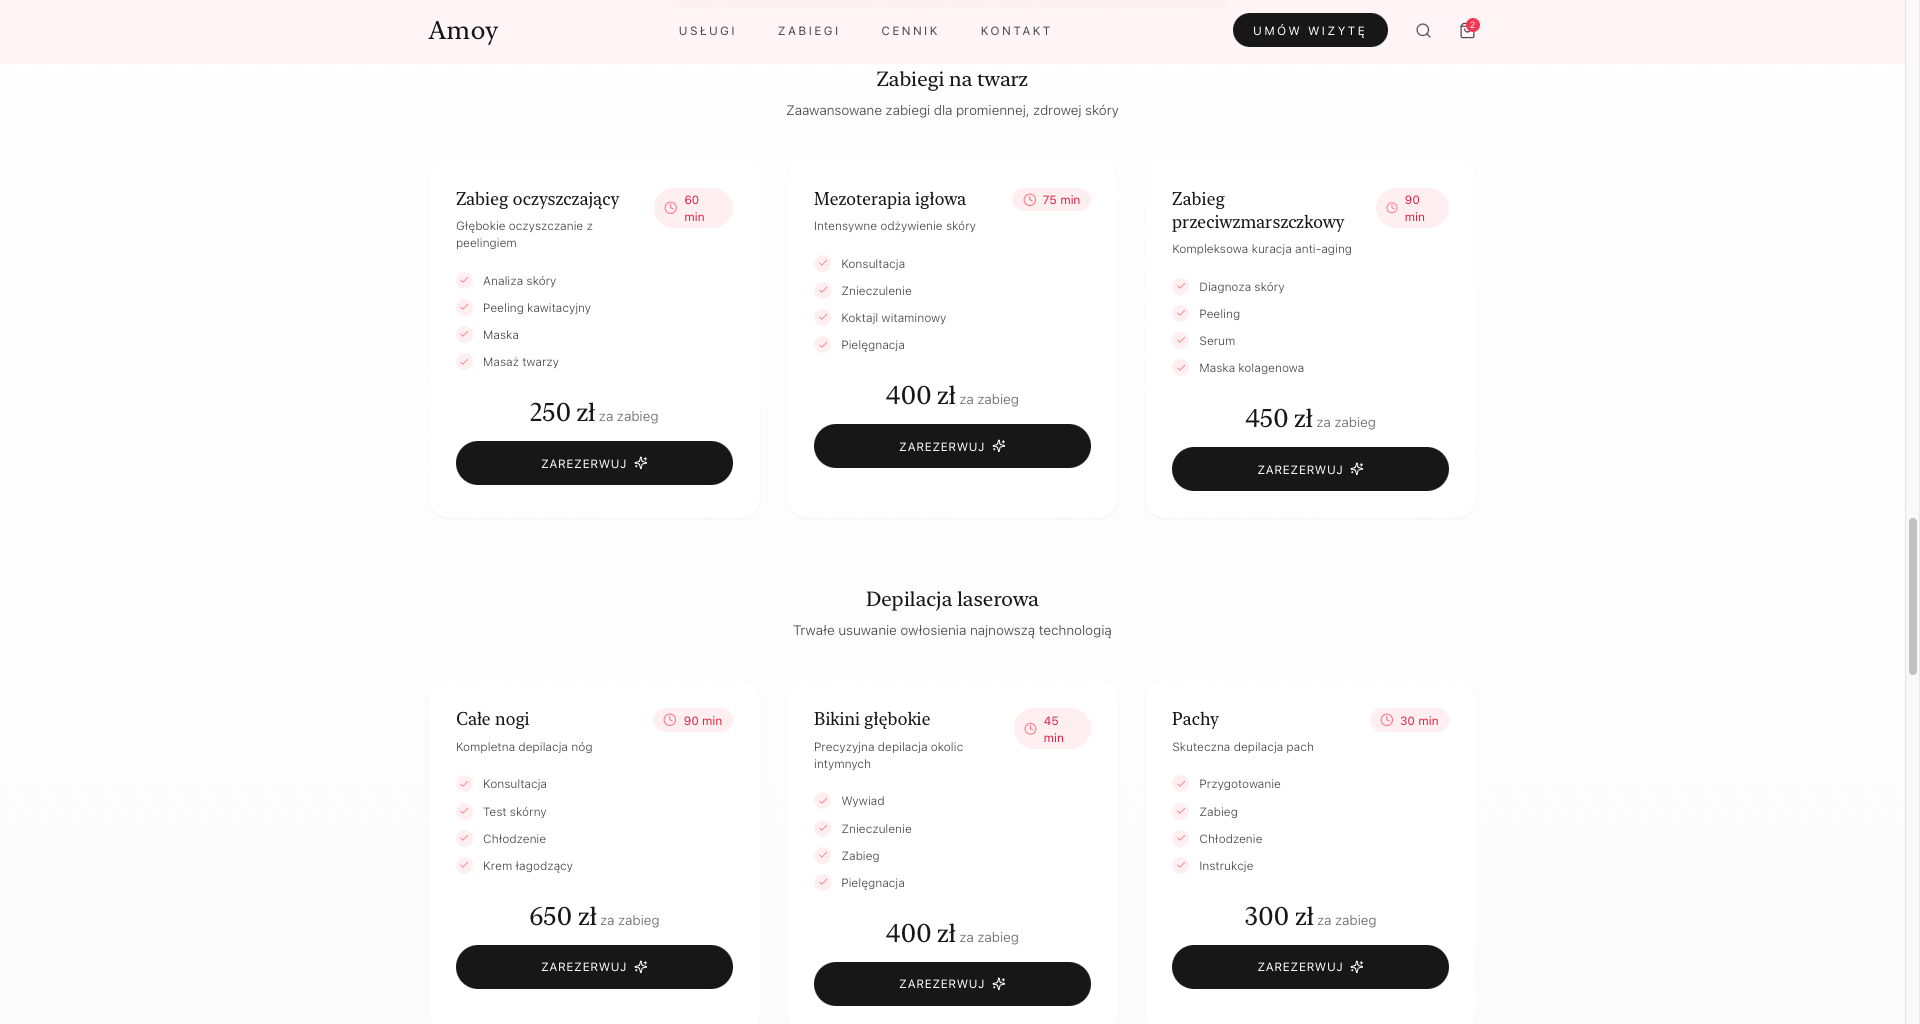 Amoy
USŁUGI
ZABIEGI
CENNIK
KONTAKT
UMÓW WIZYTĘ
2
Zabiegi na twarz
Zaawansowane zabiegi dla promiennej, zdrowej skóry
Zabieg oczyszczający
60
min
Głębokie oczyszczanie z
peelingiem
Analiza skóry
Peeling kawitacyjny
Maska
Masaż twarzy
250 zł za zabieg
ZAREZERWUJ
Mezoterapia igłowa
75 min
Intensywne odżywienie skóry
Konsultacja
Znieczulenie
Koktajl witaminowy
Pielęgnacja
400 zł za zabieg
ZAREZERWUJ
Zabieg
przeciwzmarszczkowy
90
min
Kompleksowa kuracja anti-aging
Diagnoza skóry
Peeling
Serum
Maska kolagenowa
450 zł za zabieg
ZAREZERWUJ
Depilacja laserowa
Trwałe usuwanie owłosienia najnowszą technologią
Całe nogi
90 min
Kompletna depilacja nóg
Konsultacja
Test skórny
Chłodzenie
Krem łagodzący
650 zł za zabieg
ZAREZERWUJ
Bikini głębokie
45
min
Precyzyjna depilacja okolic
intymnych
Wywiad
Znieczulenie
Zabieg
Pielęgnacja
400 zł za zabieg
ZAREZERWUJ
Pachy
30 min
Skuteczna depilacja pach
Przygotowanie
Zabieg
Chłodzenie
Instrukcje
300 zł za zabieg
ZAREZERWUJ